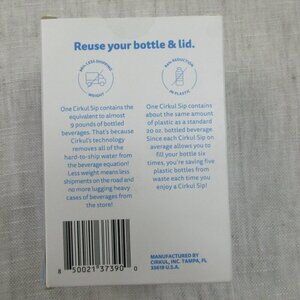 Reuse your bottle & lid.
LESS SHIPPING
WEIGHT
84% REDUCTION
IN PLASTIC
One Cirkul Sip contains the
equivalent to almost
9 pounds of bottled
beverages. That's because
Cirkul's technology
removes all of the
hard-to-ship water from
the beverage equation!
Less weight means less
shipments on the road and
no more lugging heavy
cases of beverages from
the store!
One Cirkul Sip contains
about the same amount
of plastic as a standard
20 oz. bottled beverage.
Since each Cirkul Sip on
average allows you to
fill your bottle six
times, you're saving five
plastic bottles from
waste each time you
enjoy a Cirkul Sip!
8 50021 37390 0
MANUFACTURED BY
CIRKUL, INC. TAMPA, FL
33619 U.S.A.